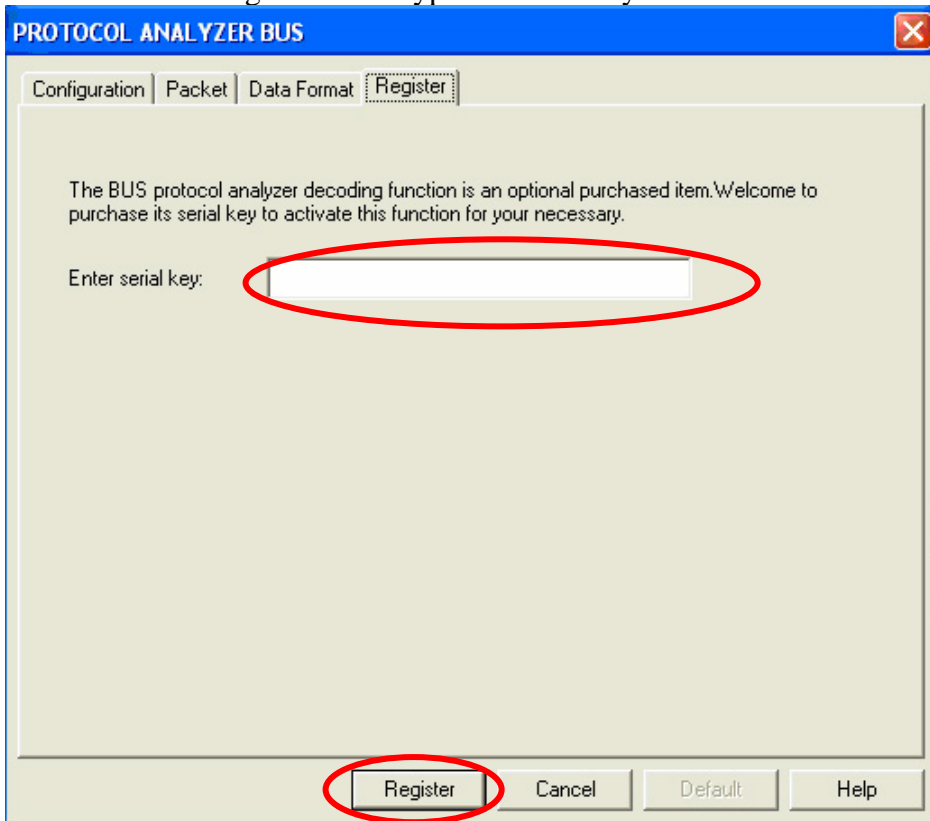 PROTOCOL ANALYZER BUS
Configuration Packet Data Format Register
The BUS protocol analyzer decoding function is an optional purchased item.Welcome to
purchase its serial key to activate this function for your necessary.
Enter serial key:
Register Cancel Default Help